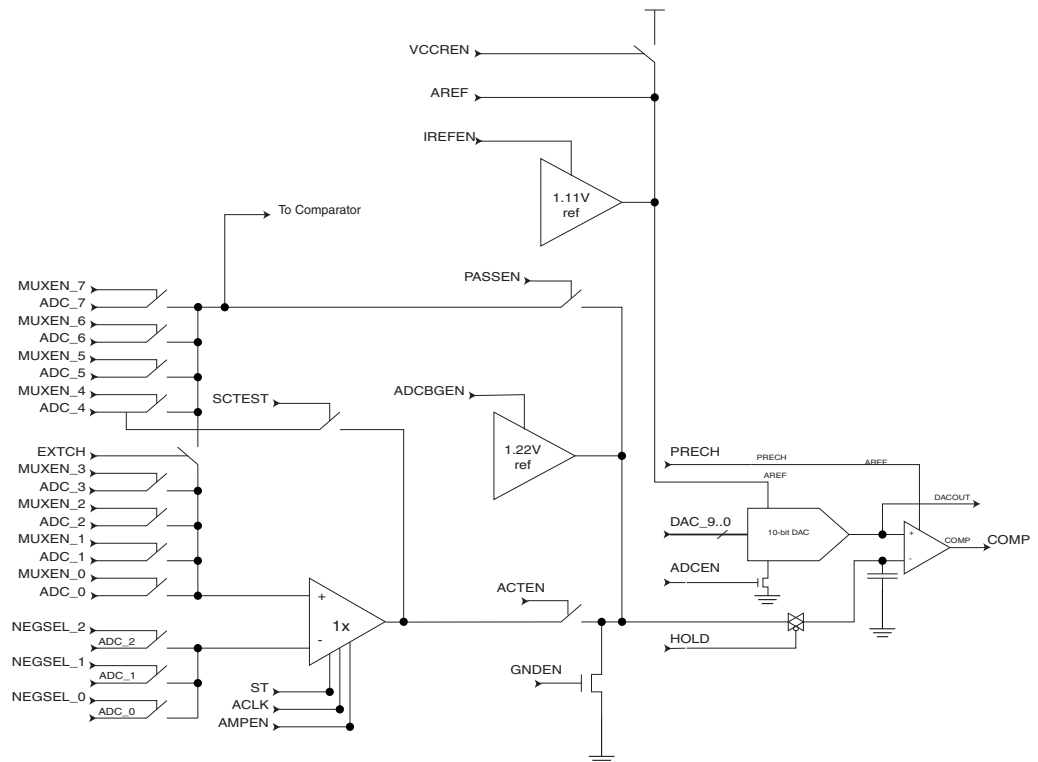 VCCREN
AREF
IREFEN
1.11V
ref
To Comparator
PASSEN
MUXEN_7
ADC_7
MUXEN_6
ADC_6
MUXEN_5
ADC_5
MUXEN_4
ADC_4
SCTEST
ADCBGEN
1.22V
ref
EXTCH
MUXEN_3
ADC_3
MUXEN_2
ADC_2
MUXEN_1
ADC_1
MUXEN_0
ADC_0
PRECH
PRECH
AREF
AREF
DACOUT
DAC_9..0
10-bit DAC
+
-
COMP
COMP
ADCEN
ACTEN
+
1x
-
NEGSEL_2
ADC_2
NEGSEL_1
ADC_1
NEGSEL_0
ADC_0
HOLD
GNDEN
ST
ACLK
AMPEN